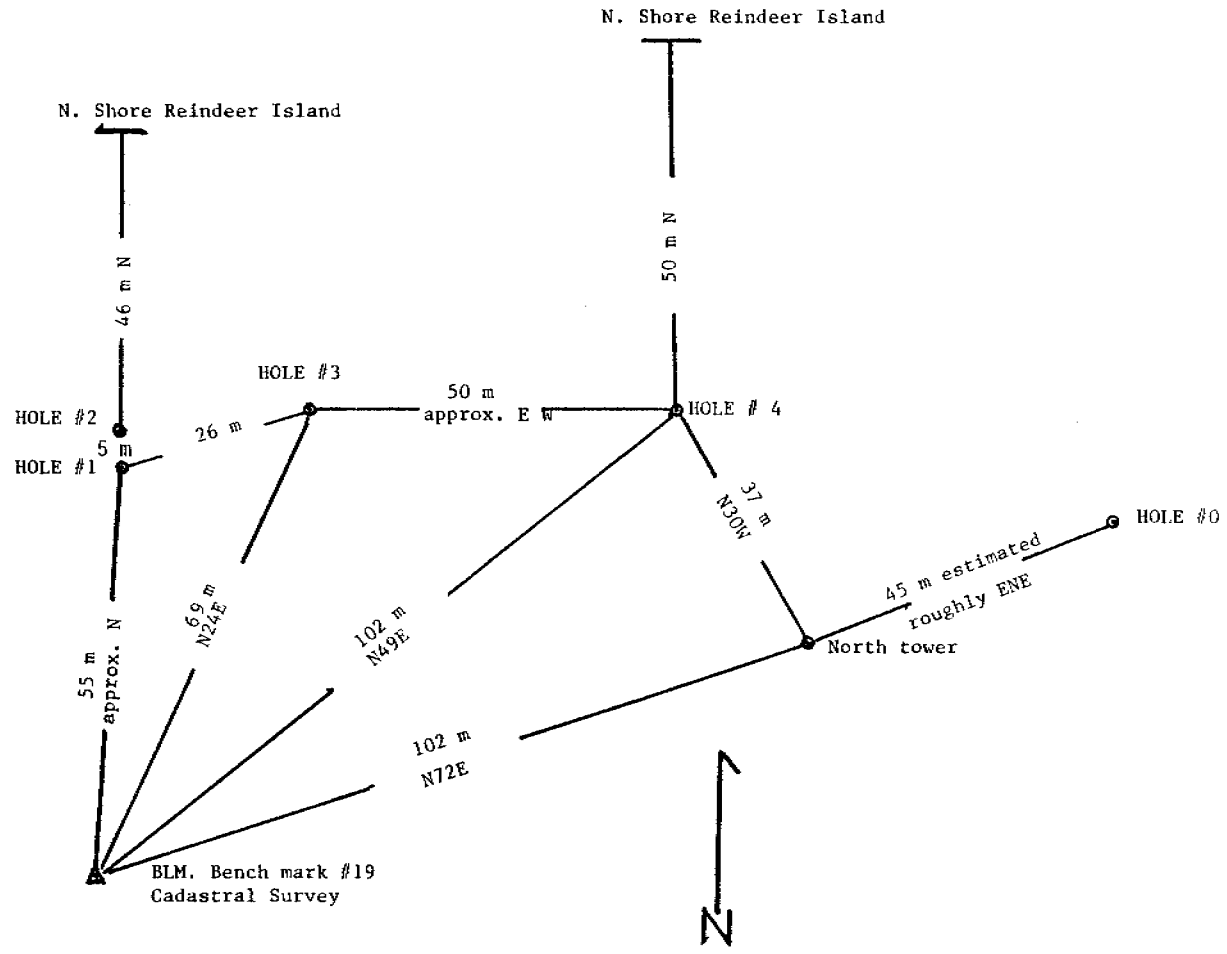 N. Shore Reindeer Island
N. Shore Reindeer Island
50 m N
46 m N
HOLE #3
50 m
approx. E W
HOLE # 4
HOLE #2
5 m
HOLE #1
26 m
37 m
N30W
HOLE #0
45 m estimated
roughly ENE
69 m
N24E
102 m
N49E
North tower
55 m
approx. N
102 m
N72E
BLM. Bench mark #19
Cadastral Survey
N